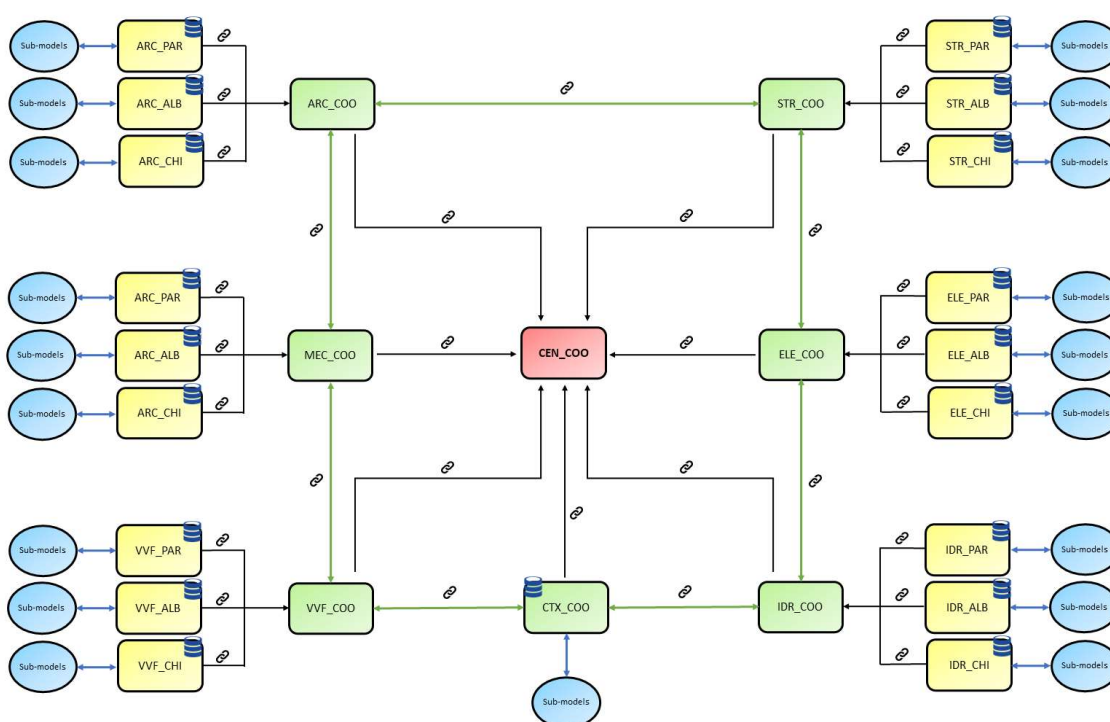 Sub-models
ARC_PAR
STR_PAR
Sub-models
Sub-models
ARC_ALB
ARC_COO
STR_COO
STR_ALB
Sub-models
Sub-models
ARC_CHI
STR_CHI
Sub-models
Sub-models
ARC_PAR
ELE_PAR
Sub-models
Sub-models
ARC_ALB
MEC_COO
CEN_COO
ELE_COO
ELE_ALB
Sub-models
Sub-models
ARC_CHI
ELE_CHI
Sub-models
Sub-models
VVF_PAR
IDR_PAR
Sub-models
Sub-models
VVF_ALB
VVF_COO
CTX_COO
IDR_COO
IDR_ALB
Sub-models
Sub-models
VVF_CHI
IDR_CHI
Sub-models
Sub-models